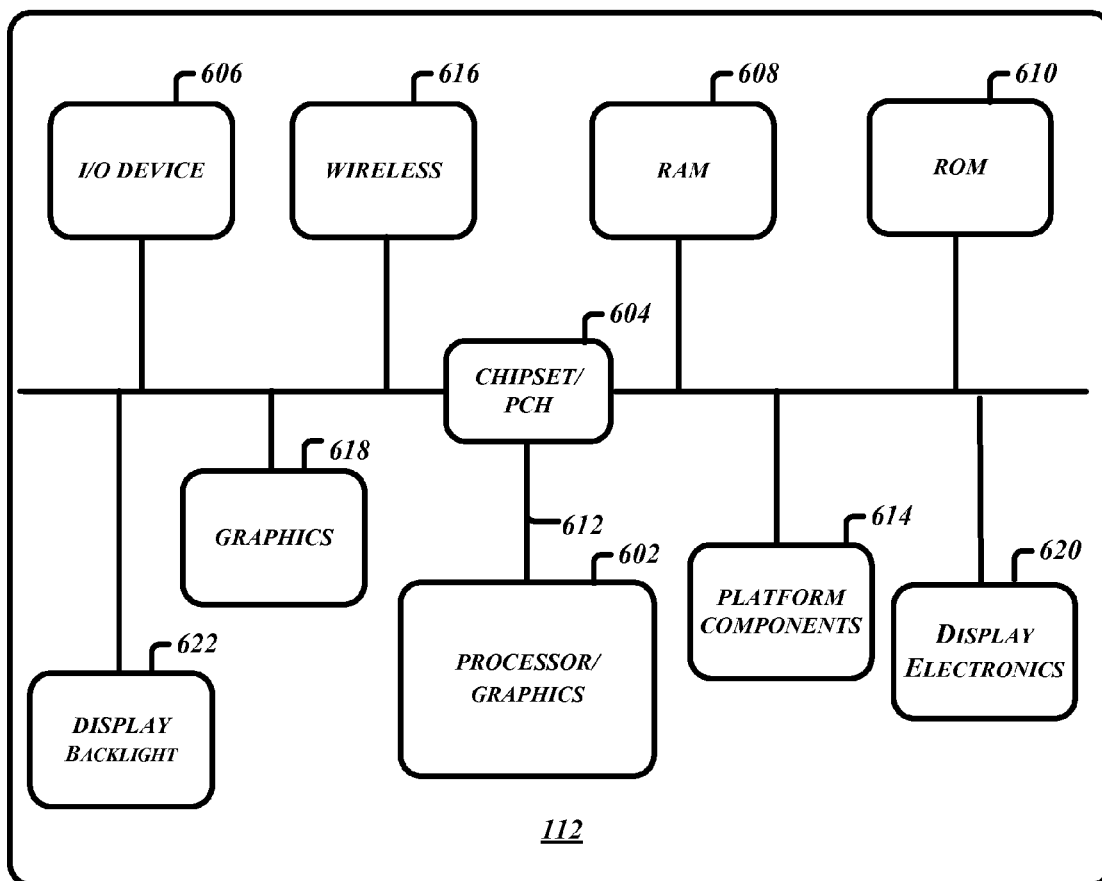 606
616
608
610
I/O DEVICE
WIRELESS
RAM
ROM
604
CHIPSET/
PCH
618
GRAPHICS
612
614
602
620
PLATFORM
COMPONENTS
DISPLAY
ELECTRONICS
622
PROCESSOR/
GRAPHICS
DISPLAY
BACKLIGHT
112